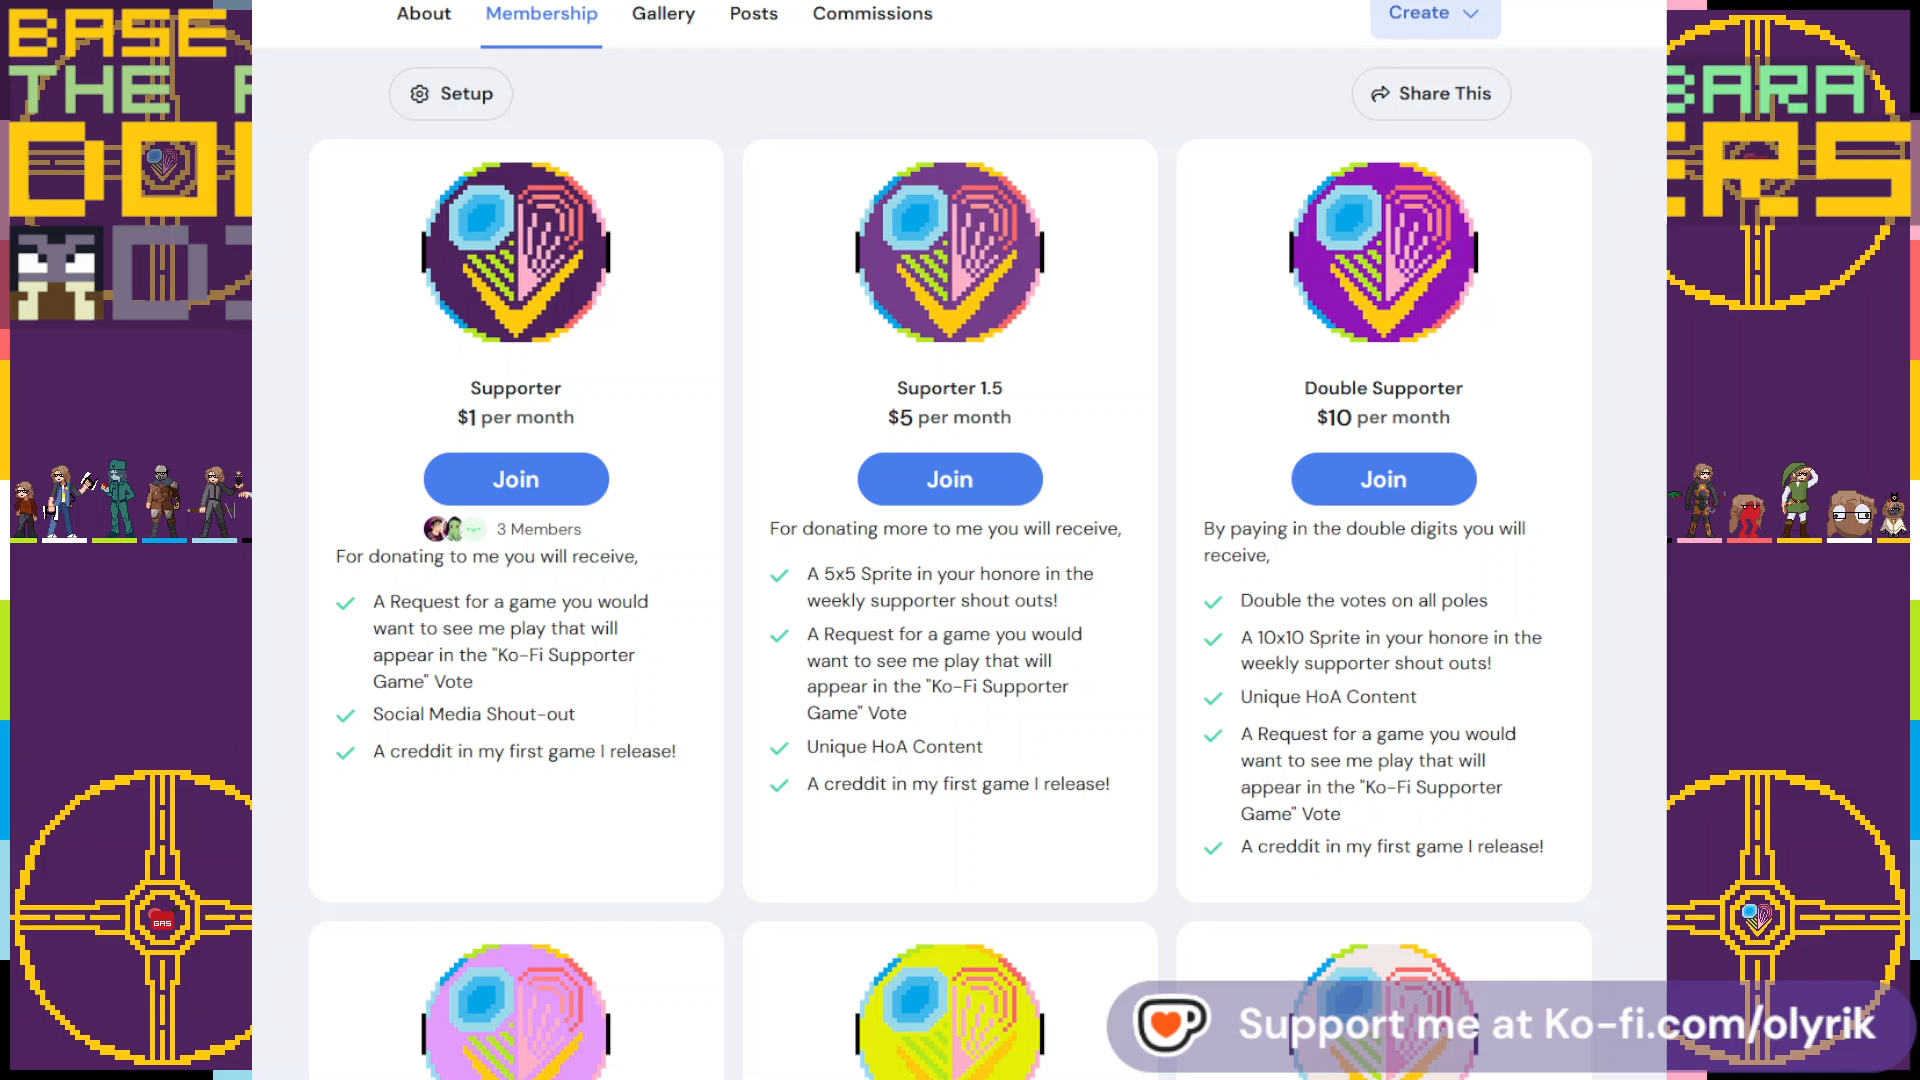 About Membership Gallery Posts Commissions Create
BASE
THE
BARA
ERS
Setup
Share This
Supporter
$1 per month
Join
3 Members
For donating to me you will receive,
A Request for a game you would
want to see me play that will
appear in the "Ko-Fi Supporter
Game" Vote
Social Media Shout-out
A creddit in my first game I release!
Suporter 1.5
$5 per month
Join
For donating more to me you will receive,
A 5x5 Sprite in your honore in the
weekly supporter shout outs!
A Request for a game you would
want to see me play that will
appear in the "Ko-Fi Supporter
Game" Vote
Unique HoA Content
A creddit in my first game I release!
Double Supporter
$10 per month
Join
By paying in the double digits you will
receive,
Double the votes on all poles
A 10x10 Sprite in your honore in the
weekly supporter shout outs!
Unique HoA Content
A Request for a game you would
want to see me play that will
appear in the "Ko-Fi Supporter
Game" Vote
A creddit in my first game I release!
GAS
Support me at Ko-fi.com/olyrik